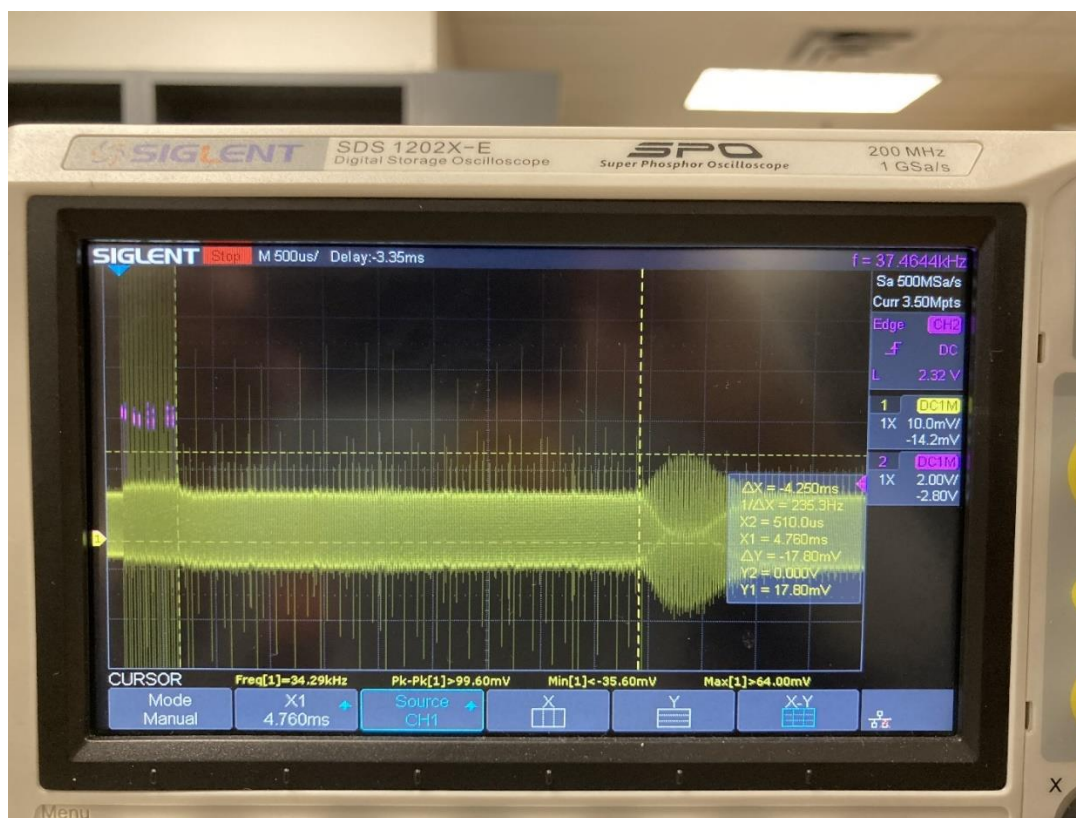 SIGLENT SDS 1202X-E SPO 200 MHz
Digital Storage Oscilloscope Super Phosphor Oscilloscope 1 GSa/s
SIGLENT Stop M 500us/ Delay:-3.35ms f = 37.4644kHz
Sa 500MSa/s
Curr 3.50Mpts
Edge CH2
DC
L 2.32 V
1 DC1M
1X 10.0mV/
-14.2mV
2 DC1M
1X 2.00V/
-2.80V
1
ΔX = -4.250ms
1/ΔX = 235.3Hz
X2 = 510.0us
X1 = 4.760ms
ΔY = -17.80mV
Y2 = 0.000V
Y1 = 17.80mV
CURSOR Freq[1]=34.29kHz Pk-Pk[1]>99.60mV Min[1]<-35.60mV Max[1]>64.00mV
Mode X1 Source X Y X-Y
Manual 4.760ms CH1
Menu
X